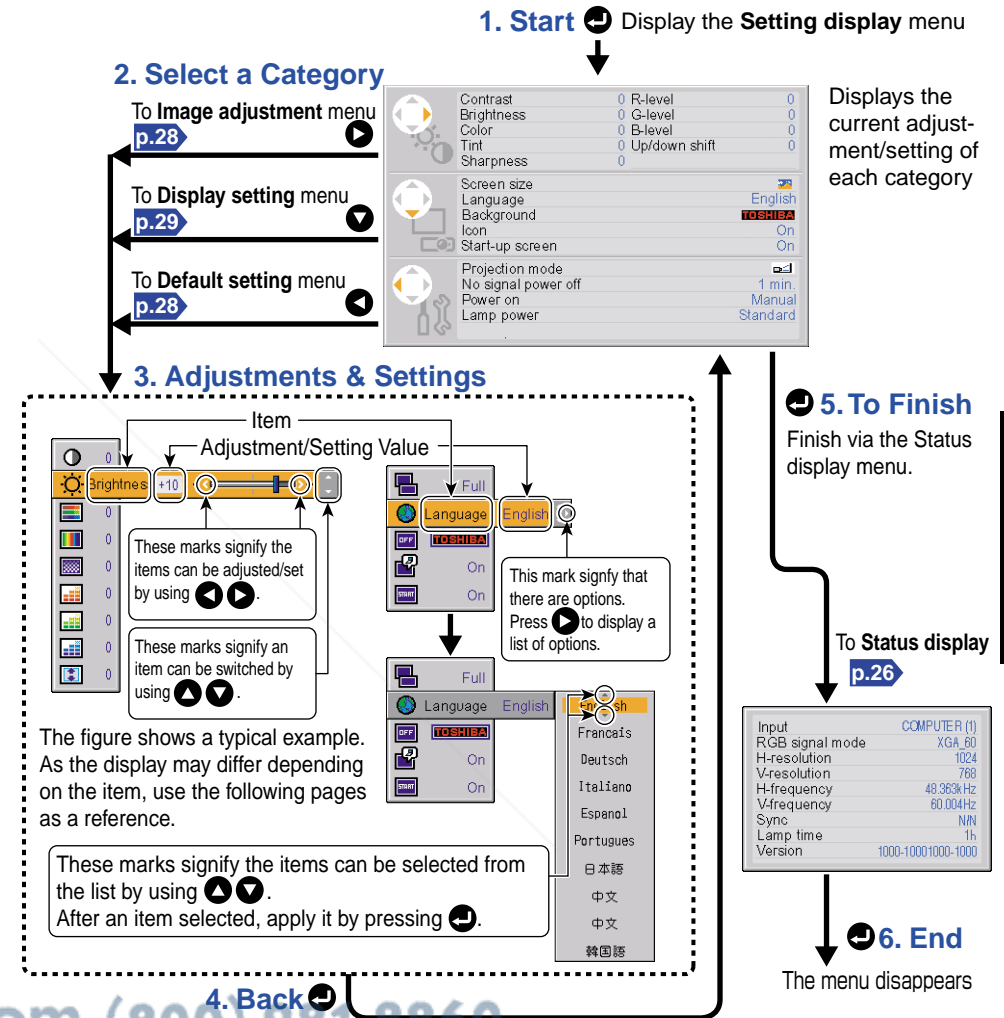 1. Start Display the Setting display menu
2. Select a Category
To Image adjustment menu
p.28
To Display setting menu
p.29
To Default setting menu
p.28
Contrast 0 R-level 0
Brightness 0 G-level 0
Color 0 B-level 0
Tint 0 Up/down shift 0
Sharpness 0
Screen size
Language English
Background TOSHIBA
Icon On
Start-up screen On
Projection mode
No signal power off 1 min.
Power on Manual
Lamp power Standard
Displays the
current adjust-
ment/setting of
each category
3. Adjustments & Settings
Item
Adjustment/Setting Value
0
Brightnes +10
0
0
0
0
0
0
0
These marks signify the
items can be adjusted/set
by using .
These marks signify an
item can be switched by
using .
The figure shows a typical example.
As the display may differ depending
on the item, use the following pages
as a reference.
Full
Language English
OFF TOSHIBA
On
START On
This mark signfy that
there are options.
Press to display a
list of options.
Full
Language English
OFF TOSHIBA
On
START On
English
Francais
Deutsch
Italiano
Espanol
Portugues
日本語
中文
中文
韓国語
These marks signify the items can be selected from
the list by using .
After an item selected, apply it by pressing .
4. Back
5. To Finish
Finish via the Status
display menu.
To Status display
p.26
Input COMPUTER (1)
RGB signal mode XGA_60
H-resolution 1024
V-resolution 768
H-frequency 48.363kHz
V-frequency 60.004Hz
Sync N/N
Lamp time 1h
Version 1000-10001000-1000
6. End
The menu disappears